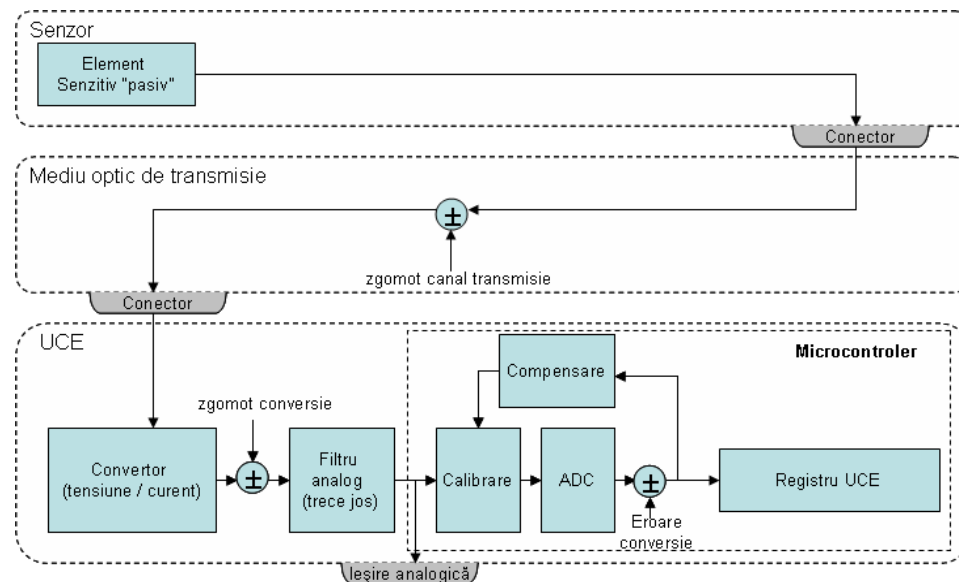 Senzor
Element
Senzitiv "pasiv"
Conector
Mediu optic de transmisie
±
zgomot canal transmisie
Conector
UCE
Microcontroler
Compensare
zgomot conversie
Convertor
(tensiune / curent)
±
Filtru
analog
(trece jos)
Calibrare
ADC
±
Registru UCE
Eroare
conversie
Ieşire analogică